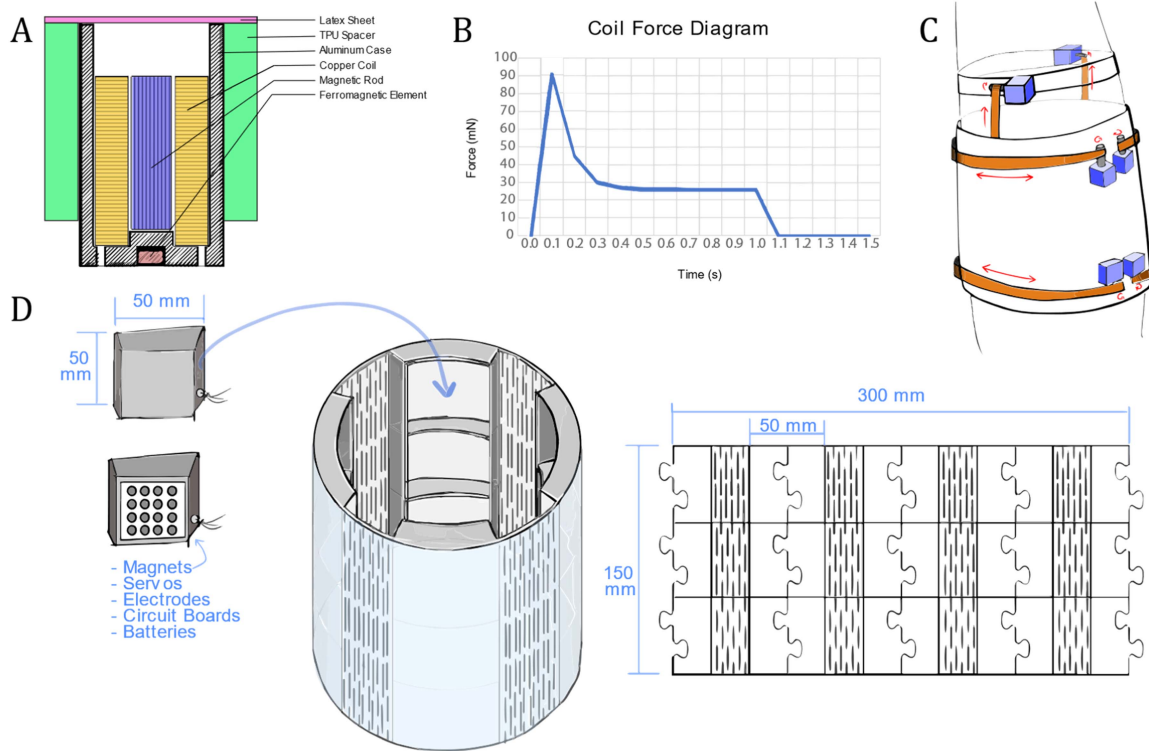 A
Latex Sheet
TPU Spacer
Aluminum Case
Copper Coil
Magnetic Rod
Ferromagnetic Element
B
Coil Force Diagram
Force (mN)
100
90
80
70
60
50
40
30
20
10
0
0.0 0.1 0.2 0.3 0.4 0.5 0.6 0.7 0.8 0.9 1.0 1.1 1.2 1.3 1.4 1.5
Time (s)
C
D
50 mm
50
mm
- Magnets
- Servos
- Electrodes
- Circuit Boards
- Batteries
300 mm
50 mm
150
mm